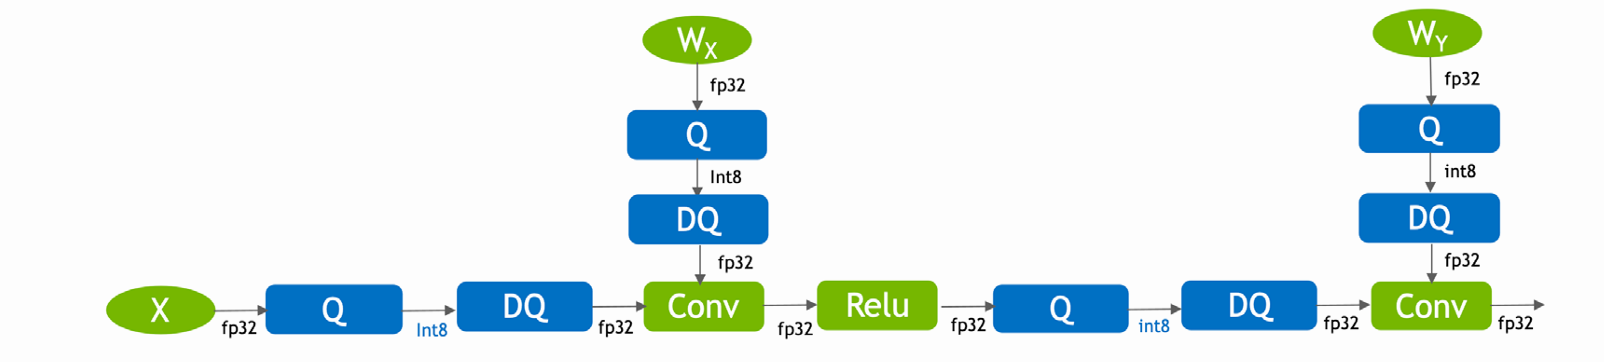 W_X
W_Y
fp32
fp32
Q
Q
Int8
int8
DQ
DQ
fp32
fp32
X
Q
DQ
Conv
Relu
Q
DQ
Conv
fp32
Int8
fp32
fp32
fp32
int8
fp32
fp32